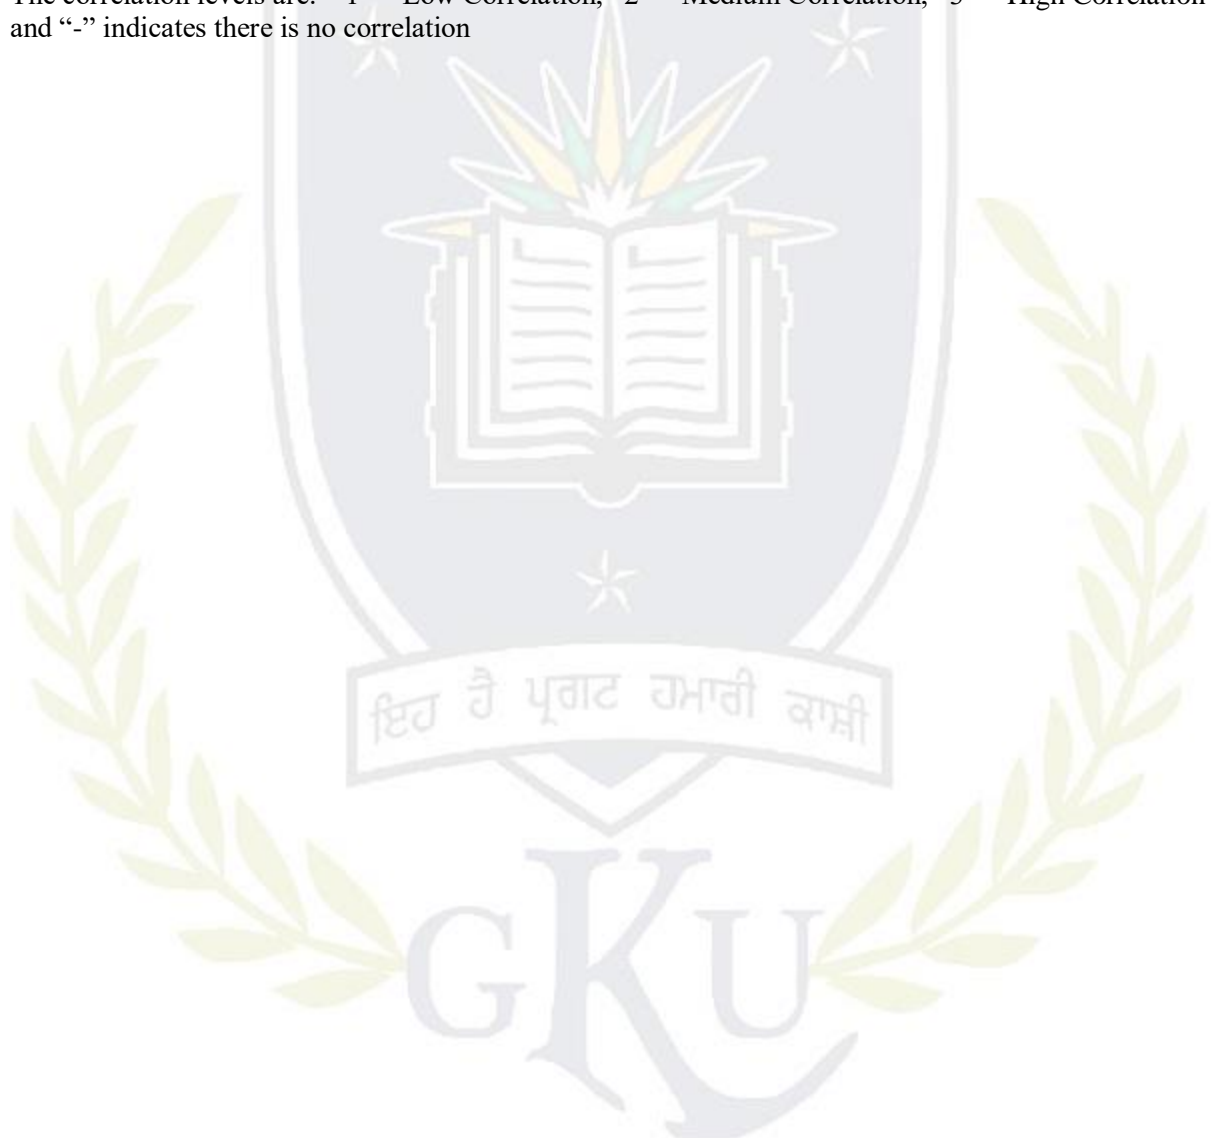 The correlation levels are: "1" – Low Correlation, "2" – Medium Correlation, "3" – High Correlation
and “-” indicates there is no correlation
ਇਹ ਹੈ ਪ੍ਰਗਟ ਹਮਾਰੀ ਕਾਸ਼ੀ
GKU